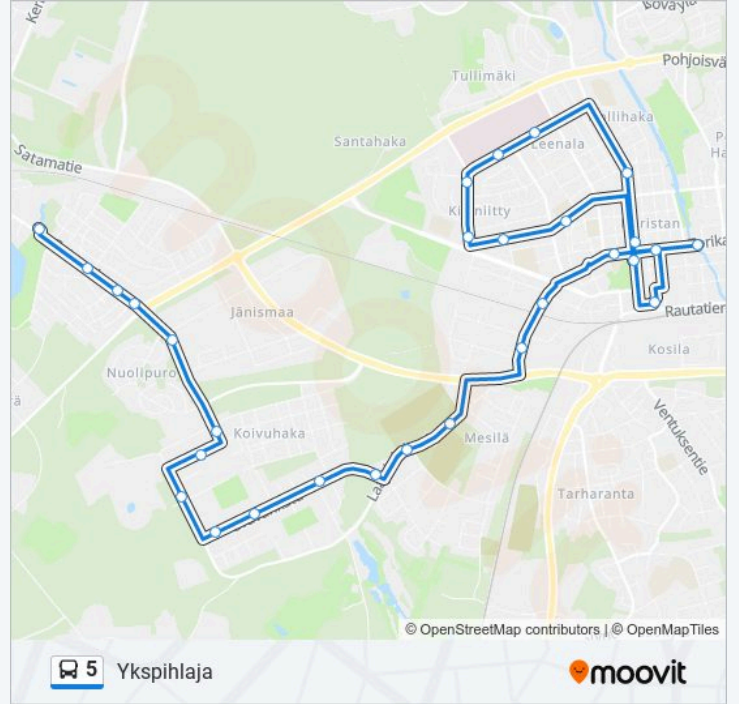 Tullimäki
Pohjoisvä
Santahaka
Leenala
Satamatie
Jänismaa
Rautatien
Kosila
Nuolipuro
Koivuhaka
Mesilä
Ventuksentie
Tarharanta
© OpenStreetMap contributors | © OpenMapTiles
5 Ykspihlaja
moovit